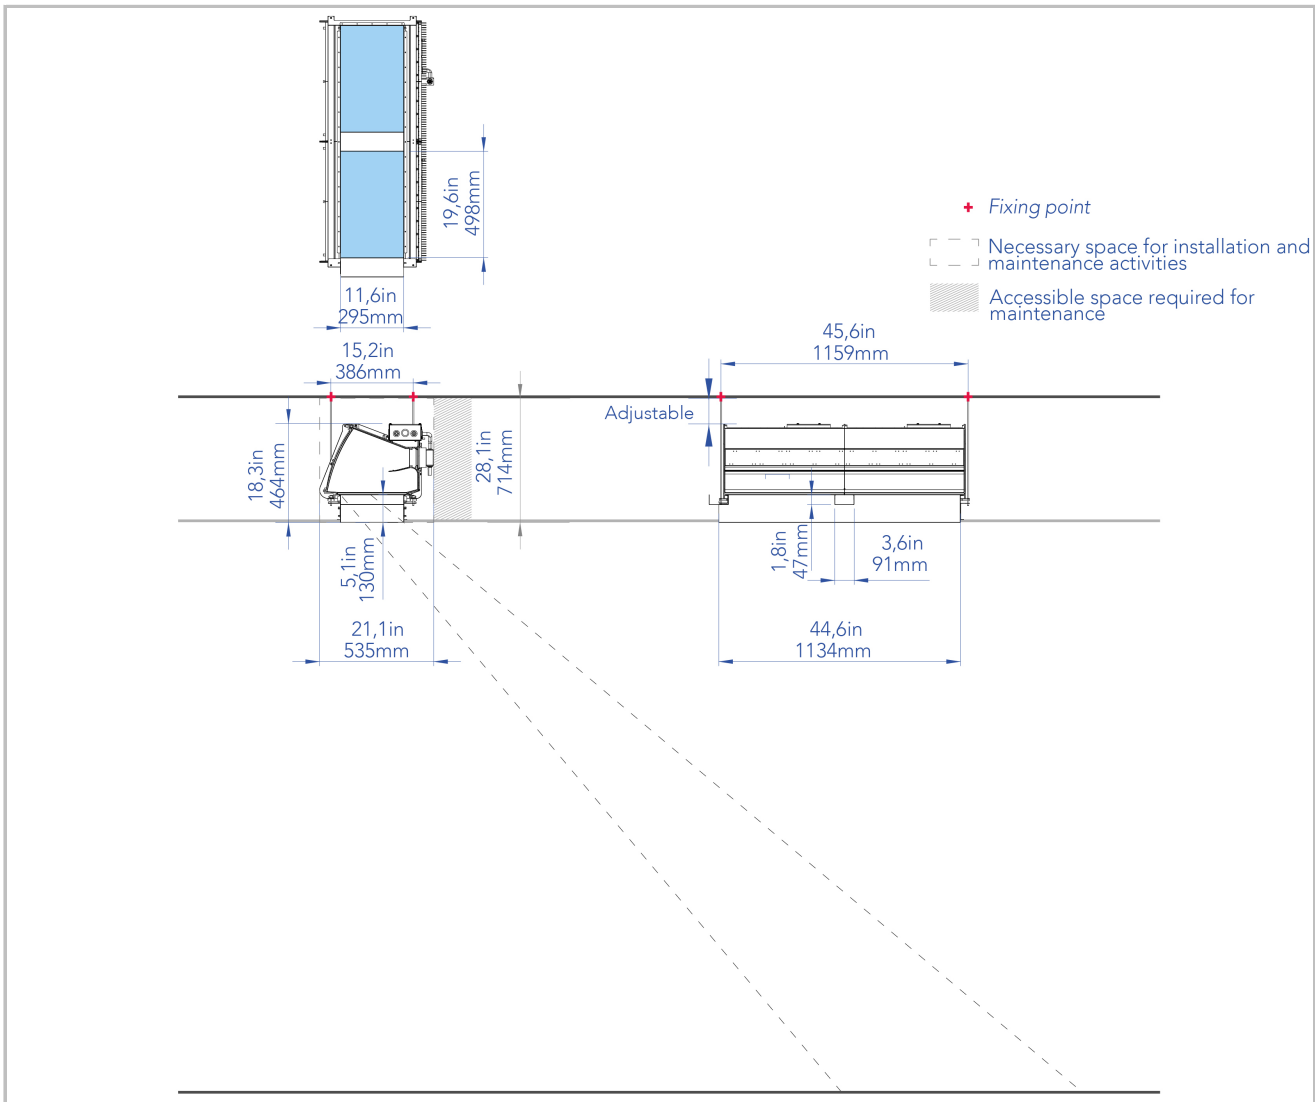 19,6in
498mm
11,6in
295mm
15,2in
386mm
Fixing point
Necessary space for installation and
maintenance activities
Accessible space required for
maintenance
45,6in
1159mm
Adjustable
18,3in
464mm
28,1in
714mm
5,1in
130mm
1,8in
47mm
3,6in
91mm
21,1in
535mm
44,6in
1134mm